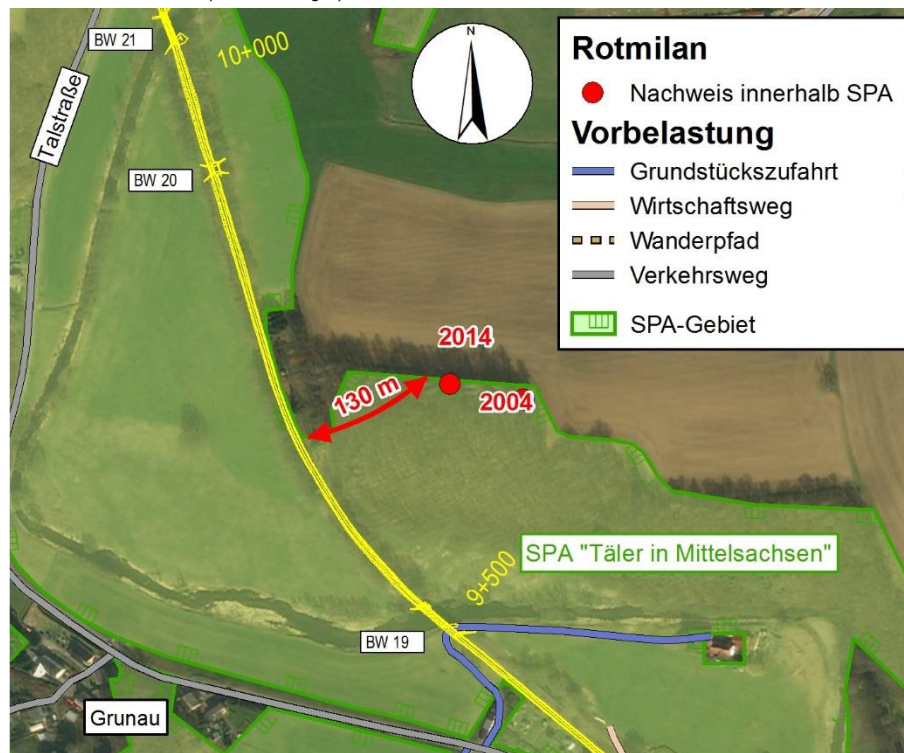 BW 21
10+000
Talstraße
BW 20
N
Rotmilan
Nachweis innerhalb SPA
Vorbelastung
Grundstückszufahrt
Wirtschaftsweg
Wanderpfad
Verkehrsweg
SPA-Gebiet
2014
130 m
2004
SPA "Täler in Mittelsachsen"
9+500
BW 19
Grunau